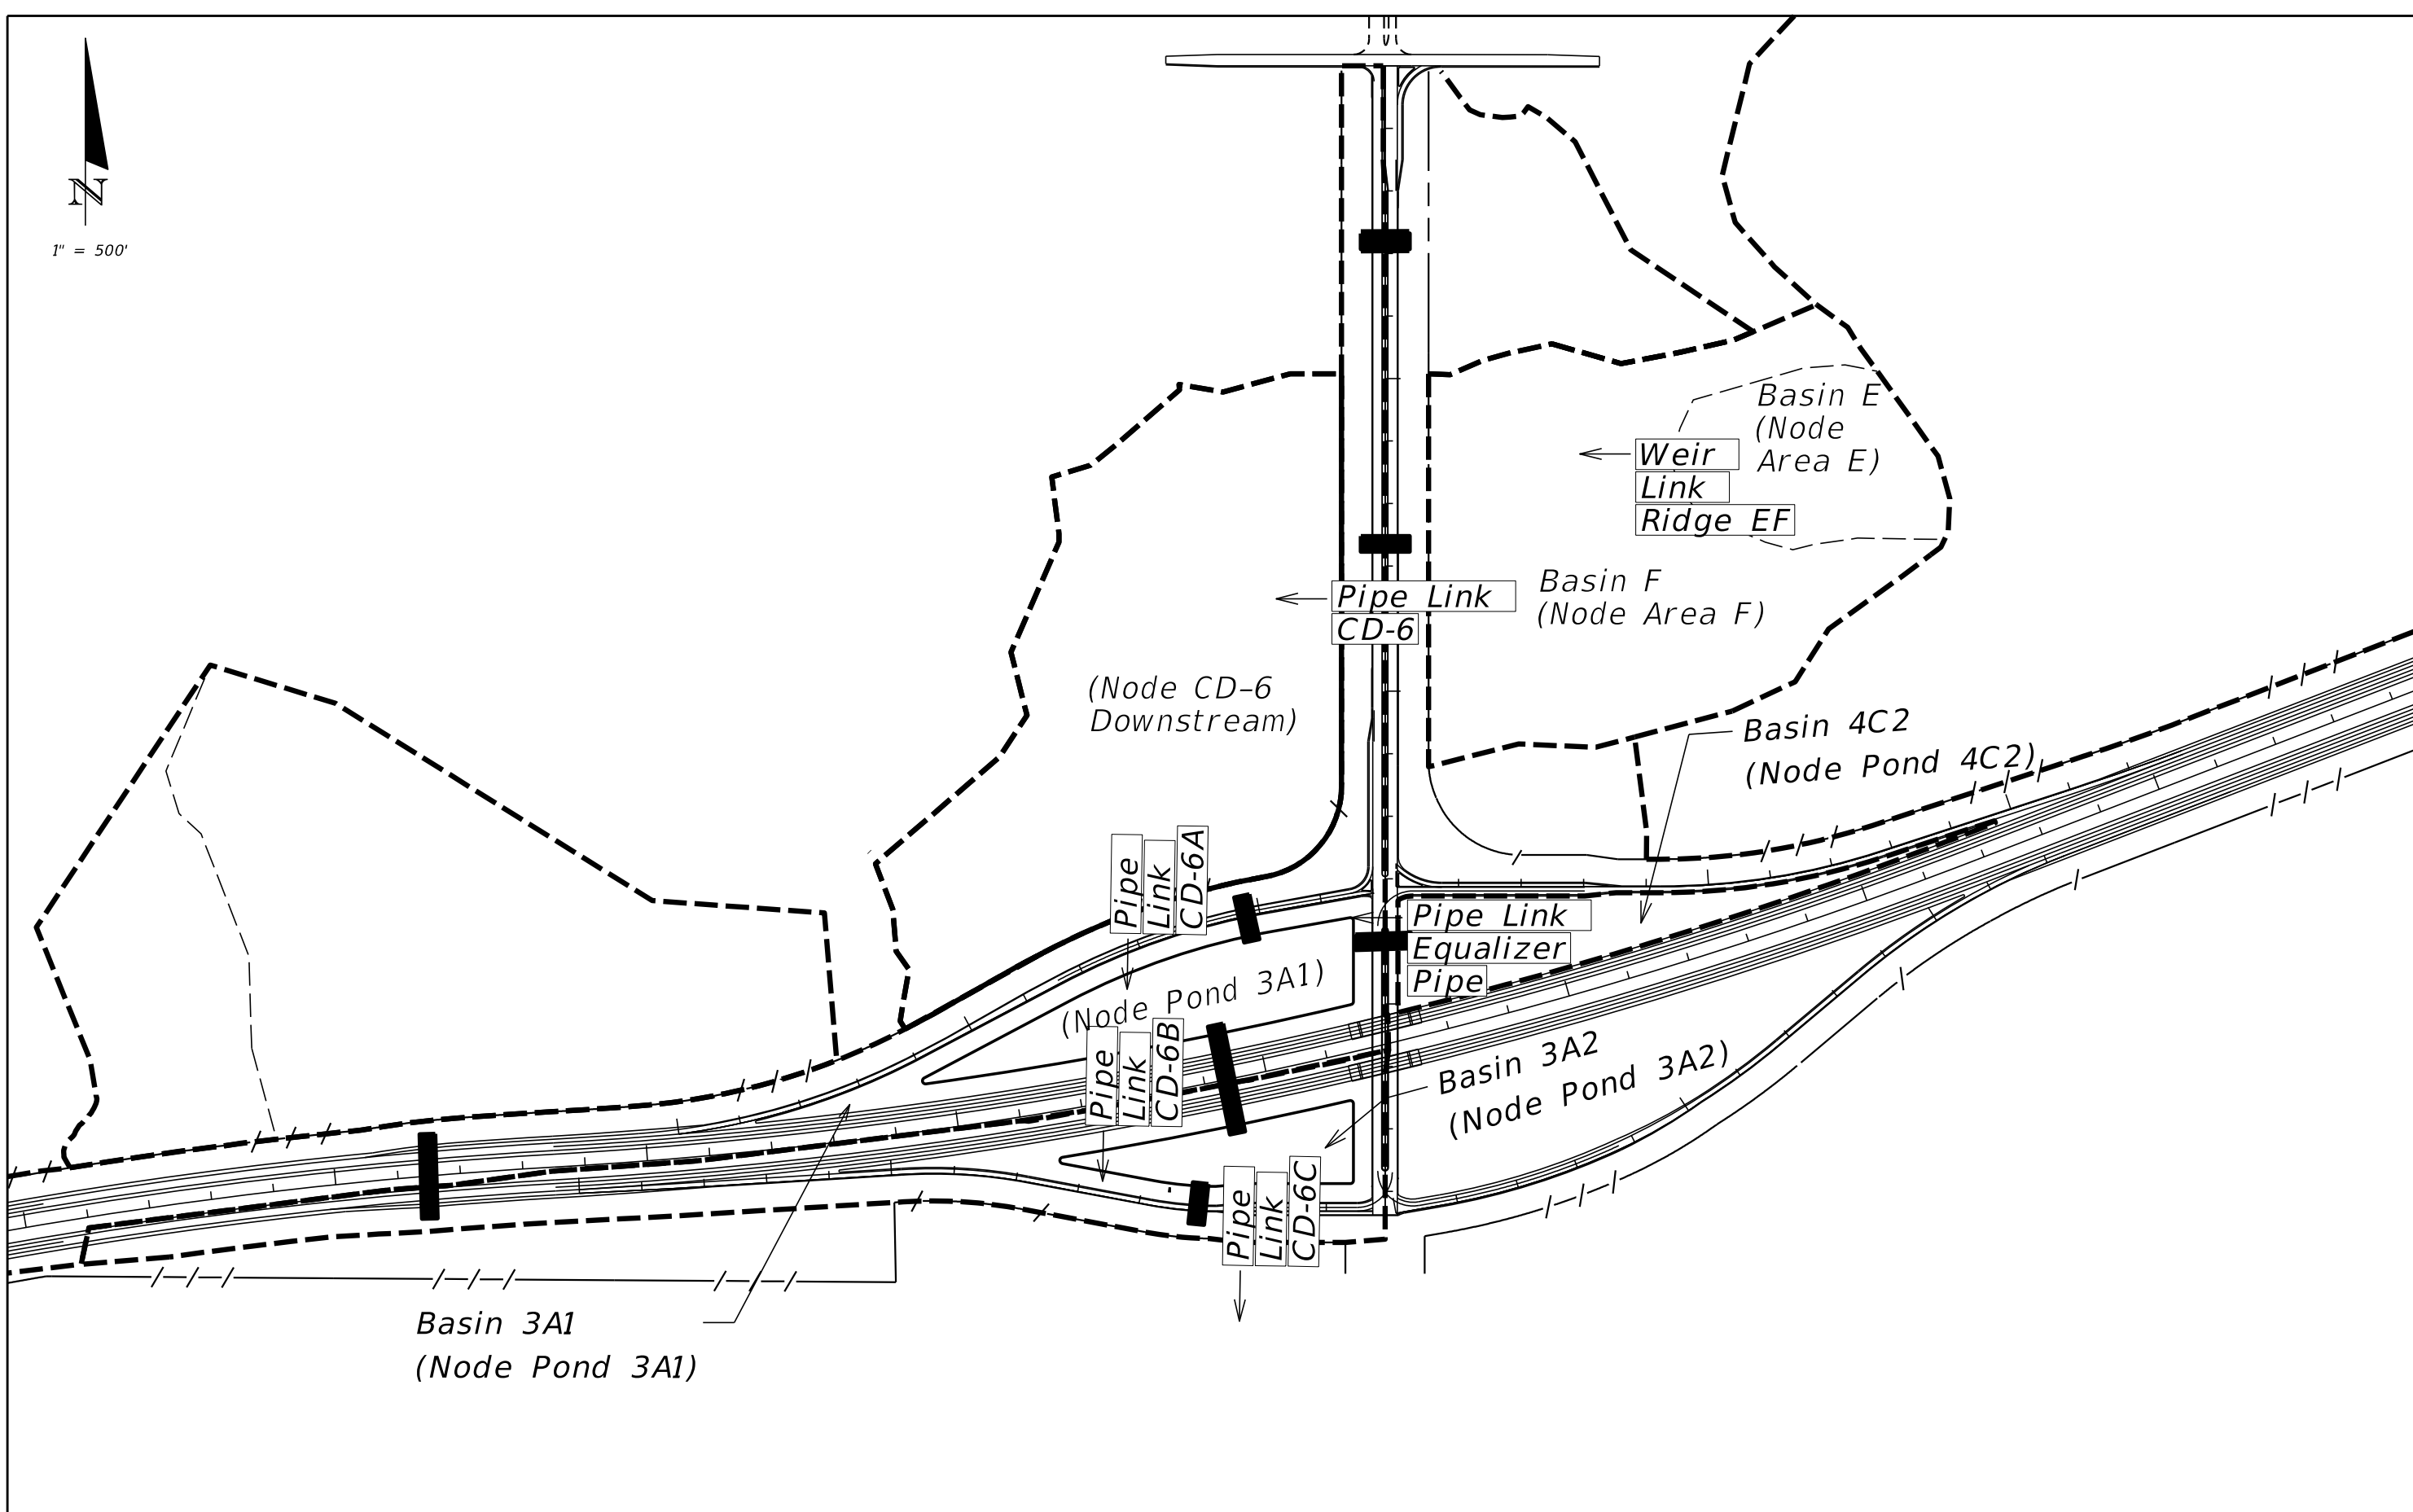 N
1" = 500'
Basin E
(Node
Area E)
Weir
Link
Ridge EF
Pipe Link
CD-6
Basin F
(Node Area F)
(Node CD-6
Downstream)
Basin 4C2
(Node Pond 4C2)
Pipe
Link
CD-6A
Pipe Link
Equalizer
Pipe
(Node Pond 3A1)
Pipe
Link
CD-6B
Basin 3A2
(Node Pond 3A2)
Pipe
Link
CD-6C
Basin 3A1
(Node Pond 3A1)